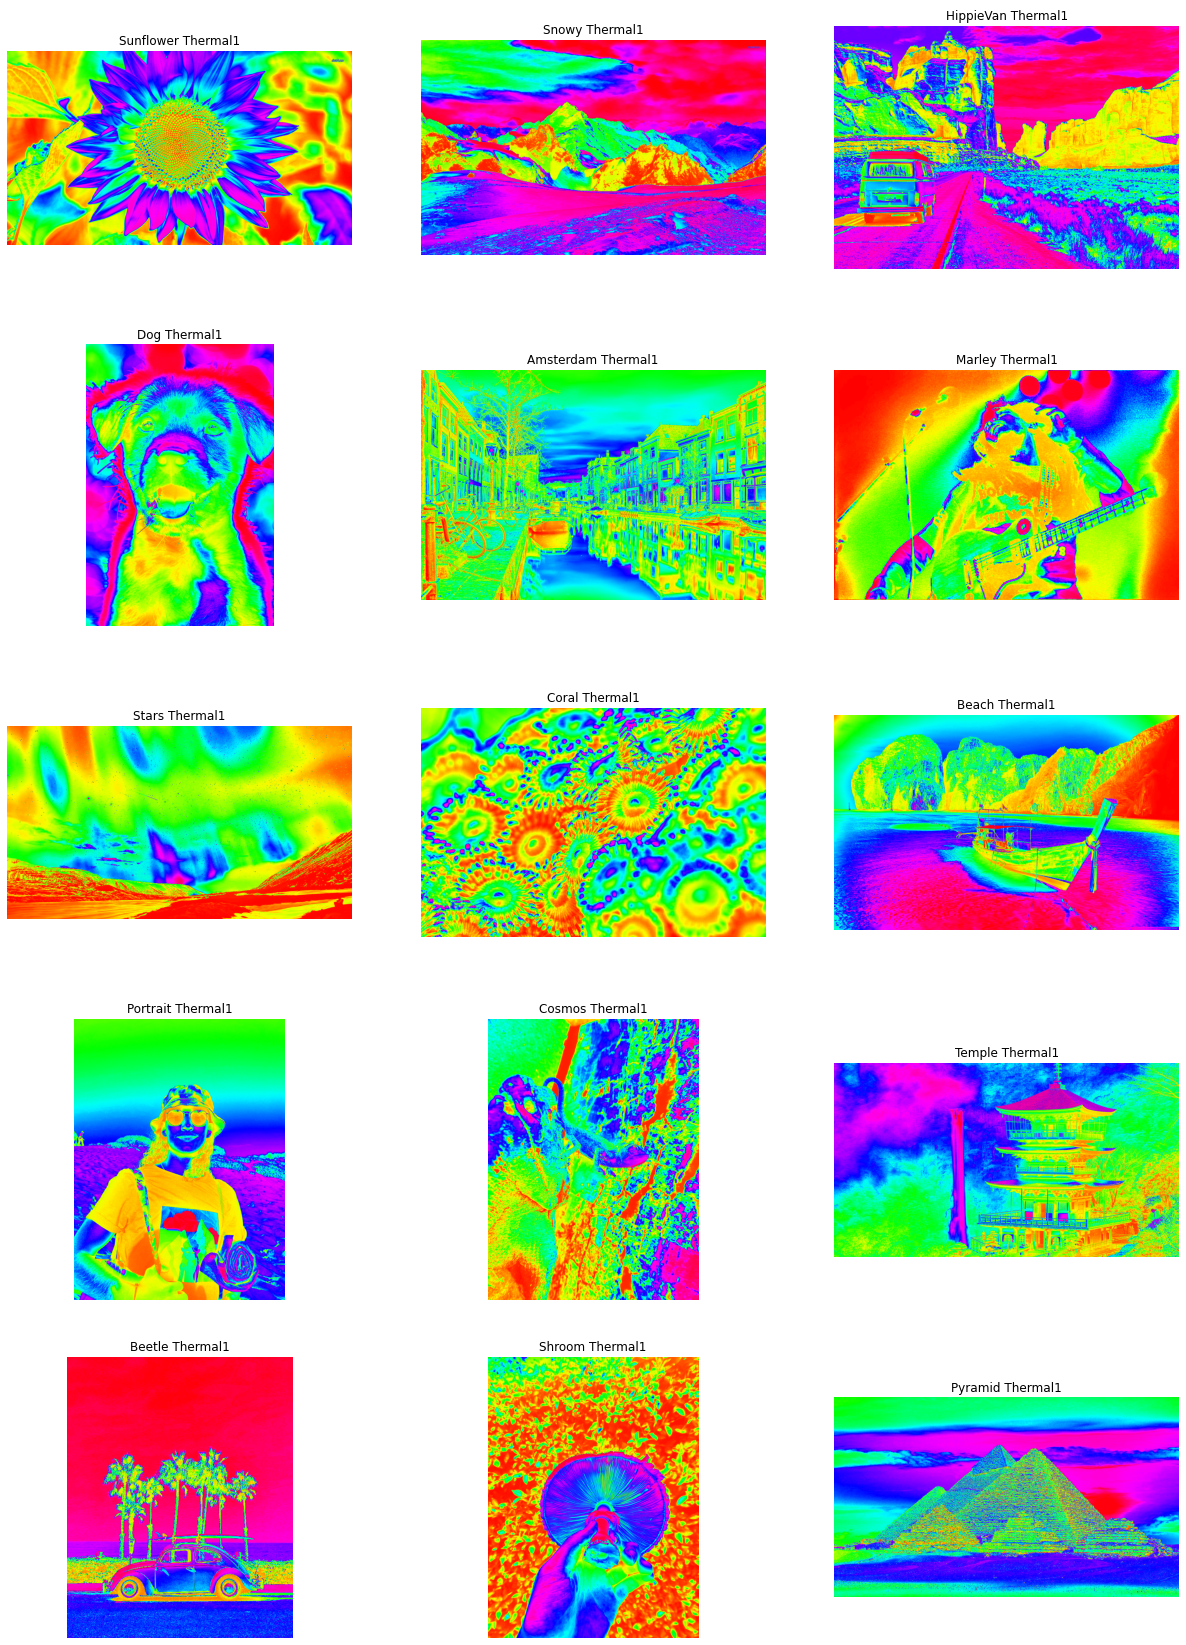 Sunflower Thermal1
Snowy Thermal1
HippieVan Thermal1
Dog Thermal1
Amsterdam Thermal1
Marley Thermal1
Stars Thermal1
Coral Thermal1
Beach Thermal1
Portrait Thermal1
Cosmos Thermal1
Temple Thermal1
Beetle Thermal1
Shroom Thermal1
Pyramid Thermal1